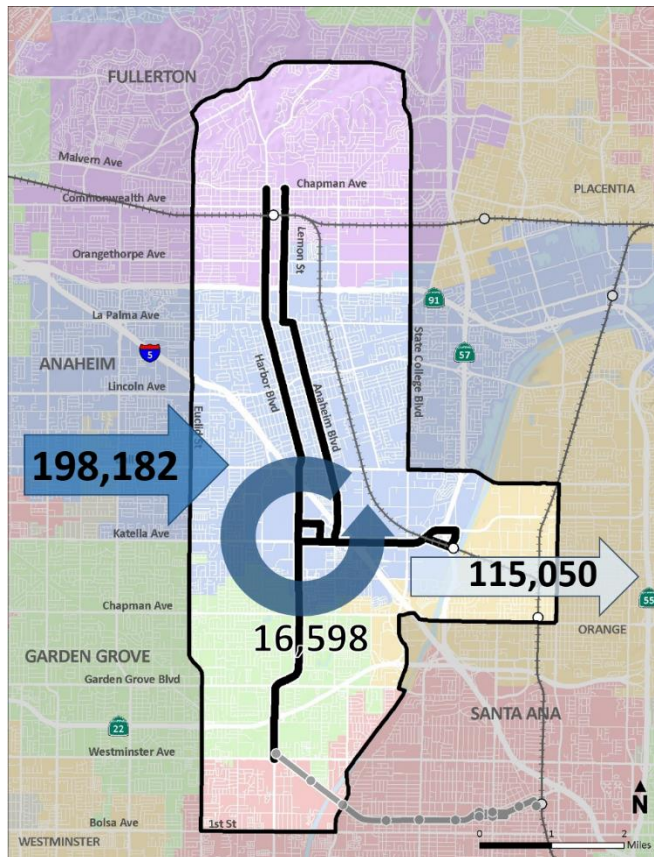 FULLERTON
Malvern Ave
Chapman Ave
Commonwealth Ave
PLACENTIA
Lemon St
Orangethorpe Ave
91
La Palma Ave
State College Blvd
57
5
ANAHEIM
Harbor Blvd
Anaheim Blvd
Lincoln Ave
Euclid St
198,182
Katella Ave
115,050
55
Chapman Ave
ORANGE
16,598
GARDEN GROVE
Garden Grove Blvd
SANTA ANA
22
Westminster Ave
N
Bolsa Ave
1st St
0 1 2
Miles
WESTMINSTER